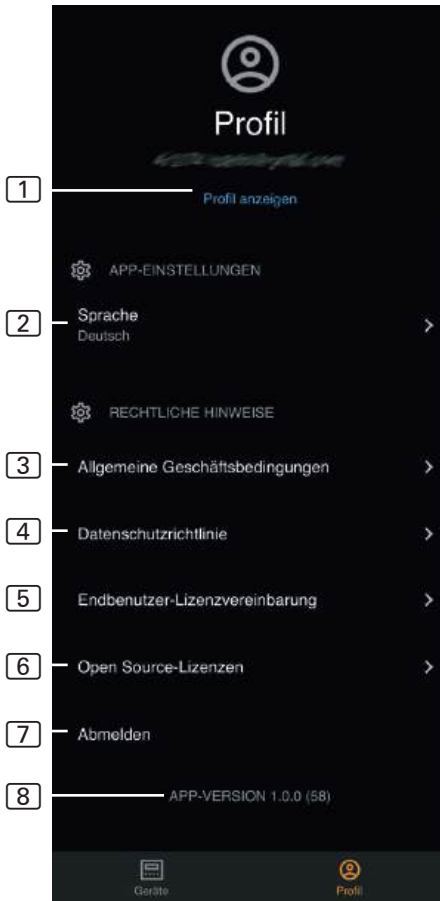 Profil
1
Profil anzeigen
APP-EINSTELLUNGEN
2
Sprache
Deutsch
RECHTLICHE HINWEISE
3
Allgemeine Geschäftsbedingungen
4
Datenschutzrichtlinie
5
Endbenutzer-Lizenzvereinbarung
6
Open Source-Lizenzen
7
Abmelden
8
APP-VERSION 1.0.0 (58)
Geräte
Profil